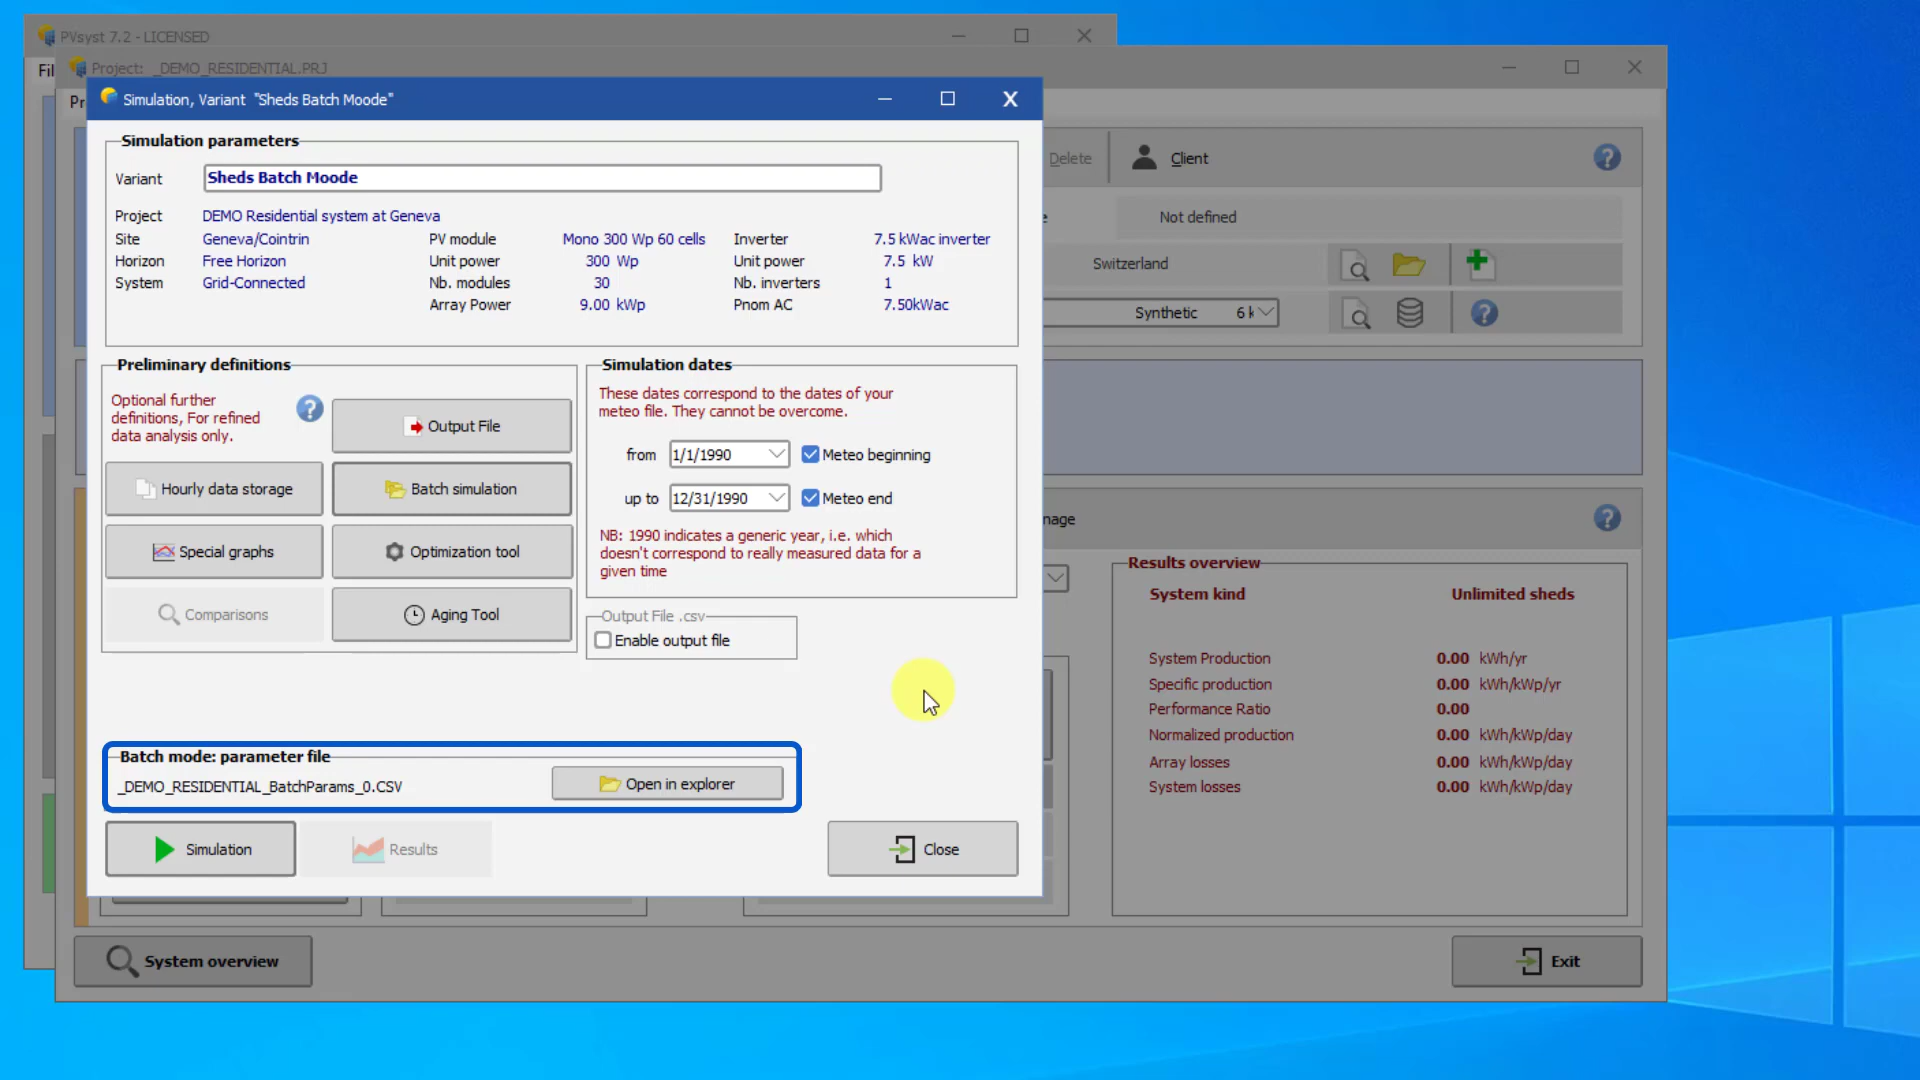 PVsyst 7.2 - LICENSED
Fil
Project: _DEMO_RESIDENTIAL.PRJ
Pr
Simulation, Variant "Sheds Batch Moode"
X
Simulation parameters
Variant Sheds Batch Moode
Project DEMO Residential system at Geneva
Site Geneva/Cointrin PV module Mono 300 Wp 60 cells Inverter 7.5 kWac inverter
Horizon Free Horizon Unit power 300 Wp Unit power 7.5 kW
System Grid-Connected Nb. modules 30 Nb. inverters 1
Array Power 9.00 kWp Pnom AC 7.50kWac
Preliminary definitions
Optional further
definitions, For refined
data analysis only.
?
Output File
Hourly data storage
Batch simulation
Special graphs
Optimization tool
Comparisons
Aging Tool
Simulation dates
These dates correspond to the dates of your
meteo file. They cannot be overcome.
from 1/1/1990 Meteo beginning
up to 12/31/1990 Meteo end
NB: 1990 indicates a generic year, i.e. which
doesn't correspond to really measured data for a
given time
Output File .csv
Enable output file
Batch mode: parameter file
_DEMO_RESIDENTIAL_BatchParams_0.CSV
Open in explorer
Simulation
Results
Close
Delete
Client
?
e
Not defined
Switzerland
Synthetic 6 k
?
nage
?
Results overview
System kind Unlimited sheds
System Production 0.00 kWh/yr
Specific production 0.00 kWh/kWp/yr
Performance Ratio 0.00
Normalized production 0.00 kWh/kWp/day
Array losses 0.00 kWh/kWp/day
System losses 0.00 kWh/kWp/day
System overview
Exit